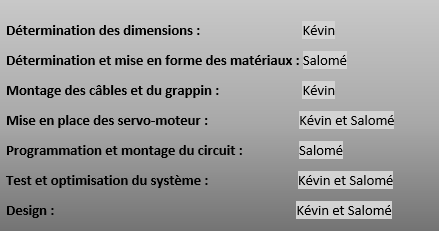 Détermination des dimensions : Kévin
Détermination et mise en forme des matériaux : Salomé
Montage des câbles et du grappin : Kévin
Mise en place des servo-moteur : Kévin et Salomé
Programmation et montage du circuit : Salomé
Test et optimisation du système : Kévin et Salomé
Design : Kévin et Salomé